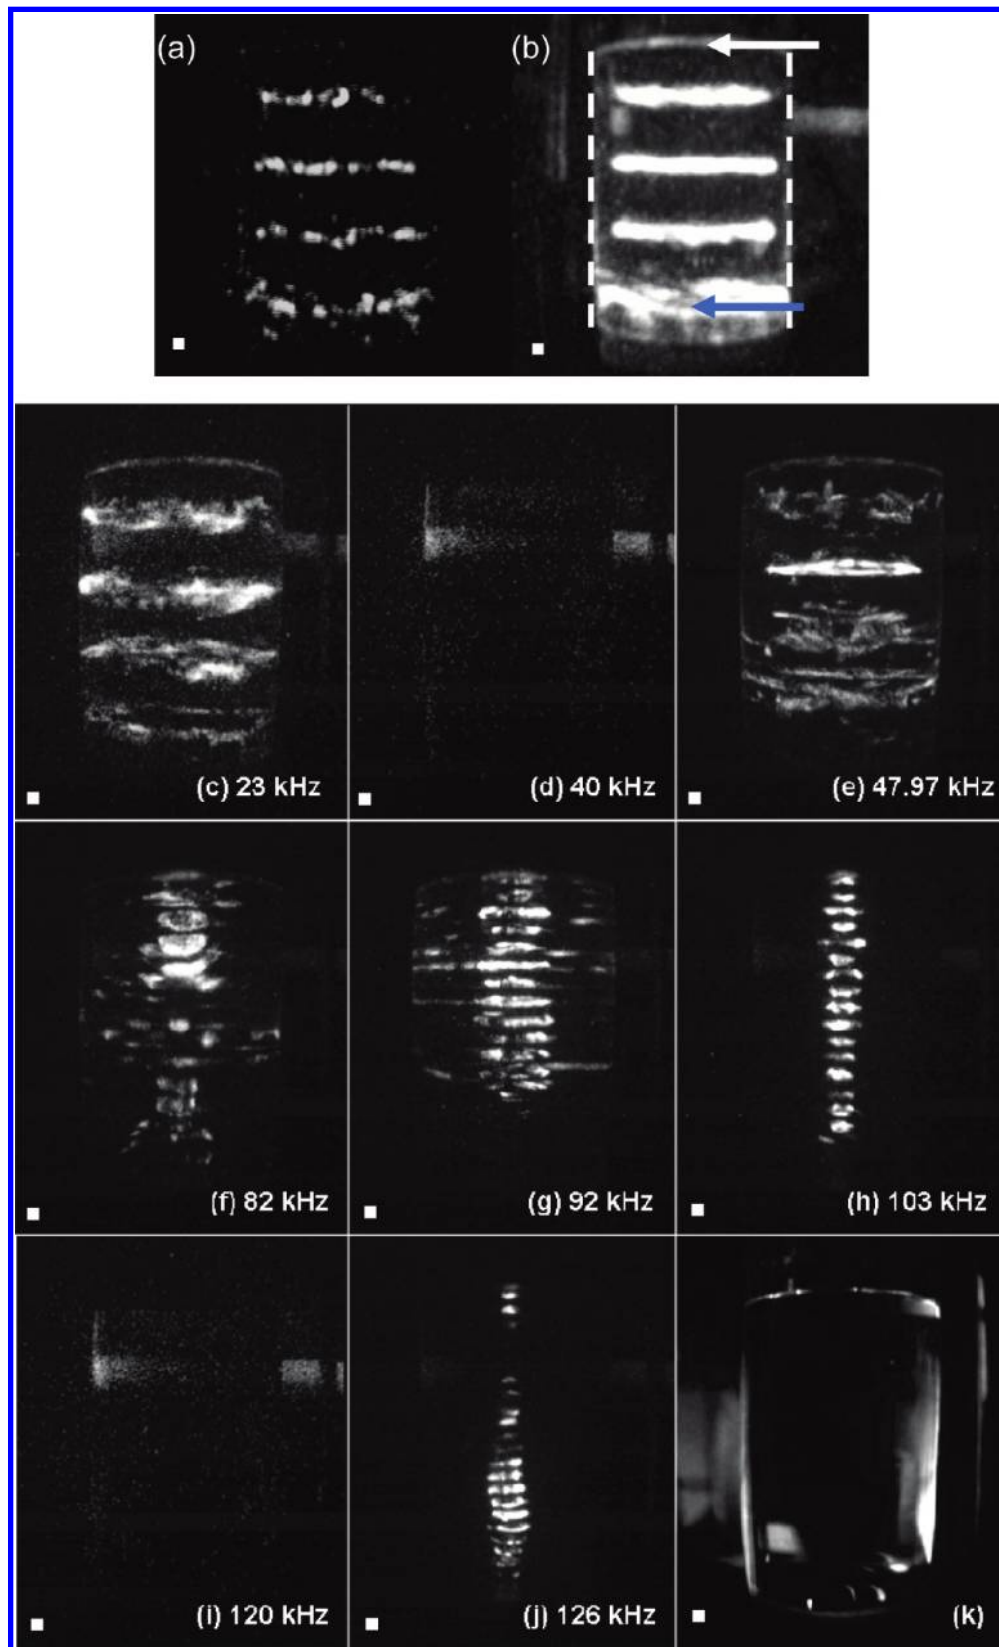 (a)
(b)
(c) 23 kHz
(d) 40 kHz
(e) 47.97 kHz
(f) 82 kHz
(g) 92 kHz
(h) 103 kHz
(i) 120 kHz
(j) 126 kHz
(k)